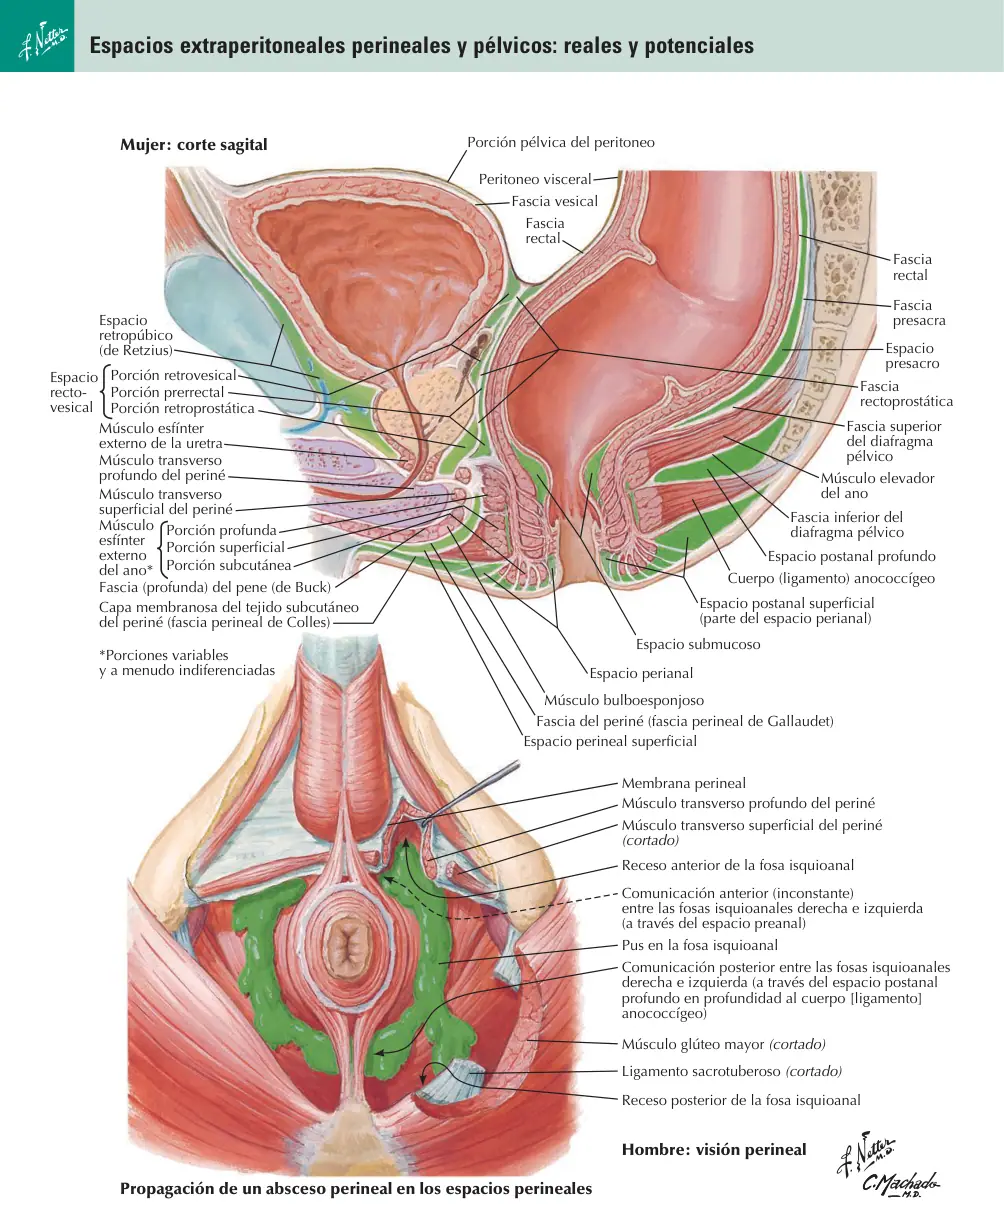 F. Netter M.D.
Espacios extraperitoneales perineales y pélvicos: reales y potenciales
Mujer: corte sagital
Porción pélvica del peritoneo
Peritoneo visceral
Fascia vesical
Fascia
rectal
Fascia
rectal
Fascia
presacra
Espacio
presacro
Fascia
rectoprostática
Fascia superior
del diafragma
pélvico
Músculo elevador
del ano
Fascia inferior del
diafragma pélvico
Espacio postanal profundo
Cuerpo (ligamento) anococcígeo
Espacio postanal superficial
(parte del espacio perianal)
Espacio submucoso
Espacio perianal
Músculo bulboesponjoso
Fascia del periné (fascia perineal de Gallaudet)
Espacio perineal superficial
Espacio
retropúbico
(de Retzius)
Espacio
recto-
vesical
Porción retrovesical
Porción prerrectal
Porción retroprostática
Músculo esfínter
externo de la uretra
Músculo transverso
profundo del periné
Músculo transverso
superficial del periné
Músculo
esfínter
externo
del ano*
Porción profunda
Porción superficial
Porción subcutánea
Fascia (profunda) del pene (de Buck)
Capa membranosa del tejido subcutáneo
del periné (fascia perineal de Colles)
*Porciones variables
y a menudo indiferenciadas
Membrana perineal
Músculo transverso profundo del periné
Músculo transverso superficial del periné
(cortado)
Receso anterior de la fosa isquioanal
Comunicación anterior (inconstante)
entre las fosas isquioanales derecha e izquierda
(a través del espacio preanal)
Pus en la fosa isquioanal
Comunicación posterior entre las fosas isquioanales
derecha e izquierda (a través del espacio postanal
profundo en profundidad al cuerpo [ligamento]
anococcígeo)
Músculo glúteo mayor (cortado)
Ligamento sacrotuberoso (cortado)
Receso posterior de la fosa isquioanal
Hombre: visión perineal
F. Netter M.D.
C. Machado M.D.
Propagación de un absceso perineal en los espacios perineales